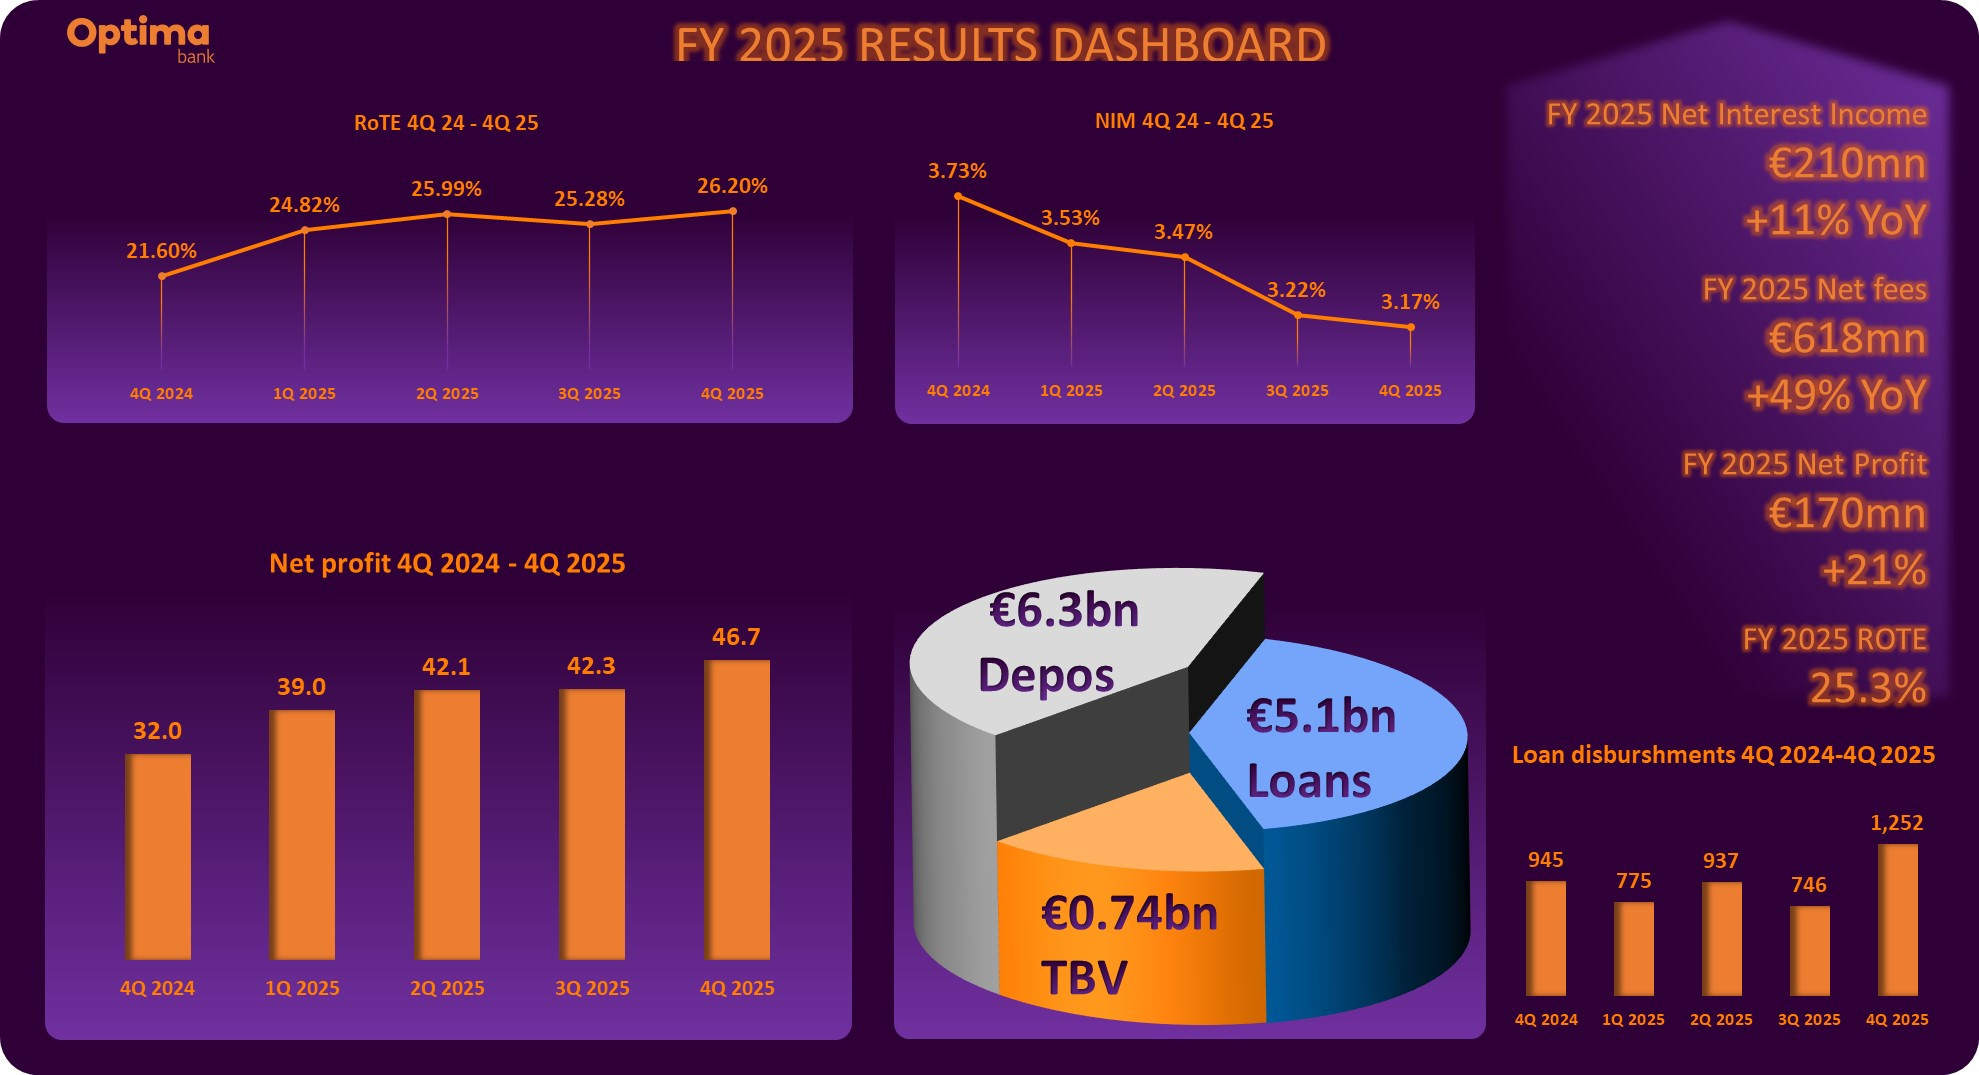 Optima
bank
FY 2025 RESULTS DASHBOARD
RoTE 4Q 24 - 4Q 25
21.60%
24.82%
25.99%
25.28%
26.20%
4Q 2024
1Q 2025
2Q 2025
3Q 2025
4Q 2025
NIM 4Q 24 - 4Q 25
3.73%
3.53%
3.47%
3.22%
3.17%
4Q 2024
1Q 2025
2Q 2025
3Q 2025
4Q 2025
FY 2025 Net Interest Income
€210mn
+11% YoY
FY 2025 Net fees
€618mn
+49% YoY
FY 2025 Net Profit
€170mn
+21%
FY 2025 ROTE
25.3%
Net profit 4Q 2024 - 4Q 2025
32.0
39.0
42.1
42.3
46.7
4Q 2024
1Q 2025
2Q 2025
3Q 2025
4Q 2025
€6.3bn
Depos
€5.1bn
Loans
€0.74bn
TBV
Loan disburshments 4Q 2024-4Q 2025
945
775
937
746
1,252
4Q 2024
1Q 2025
2Q 2025
3Q 2025
4Q 2025